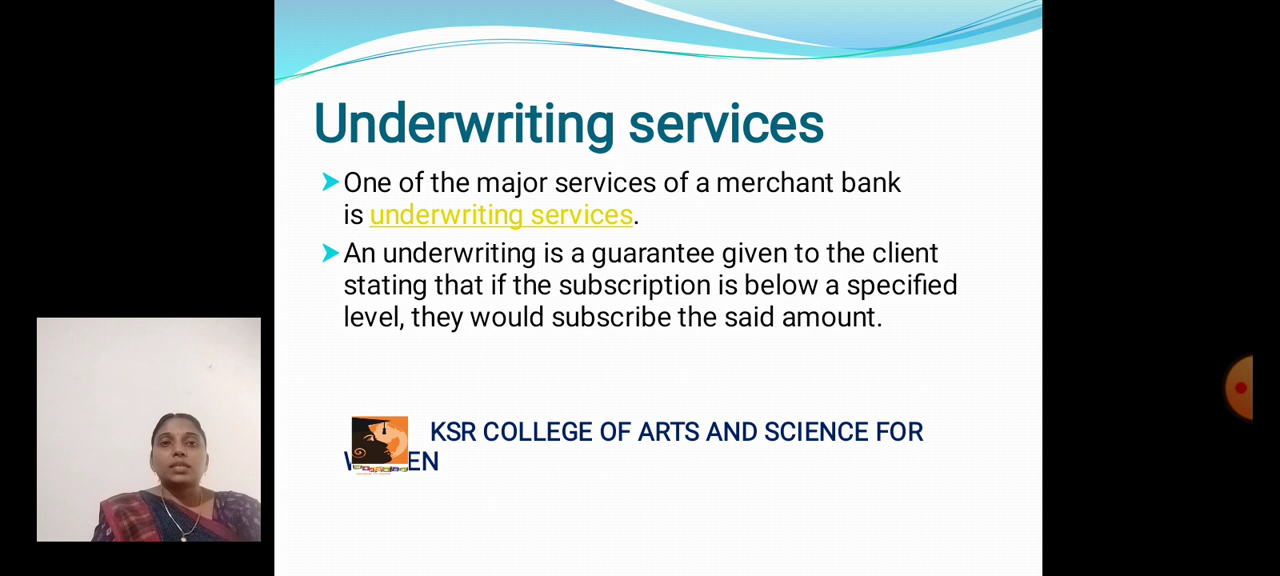 Underwriting services
One of the major services of a merchant bank
is underwriting services.
An underwriting is a guarantee given to the client
stating that if the subscription is below a specified
level, they would subscribe the said amount.
KSR COLLEGE OF ARTS AND SCIENCE FOR